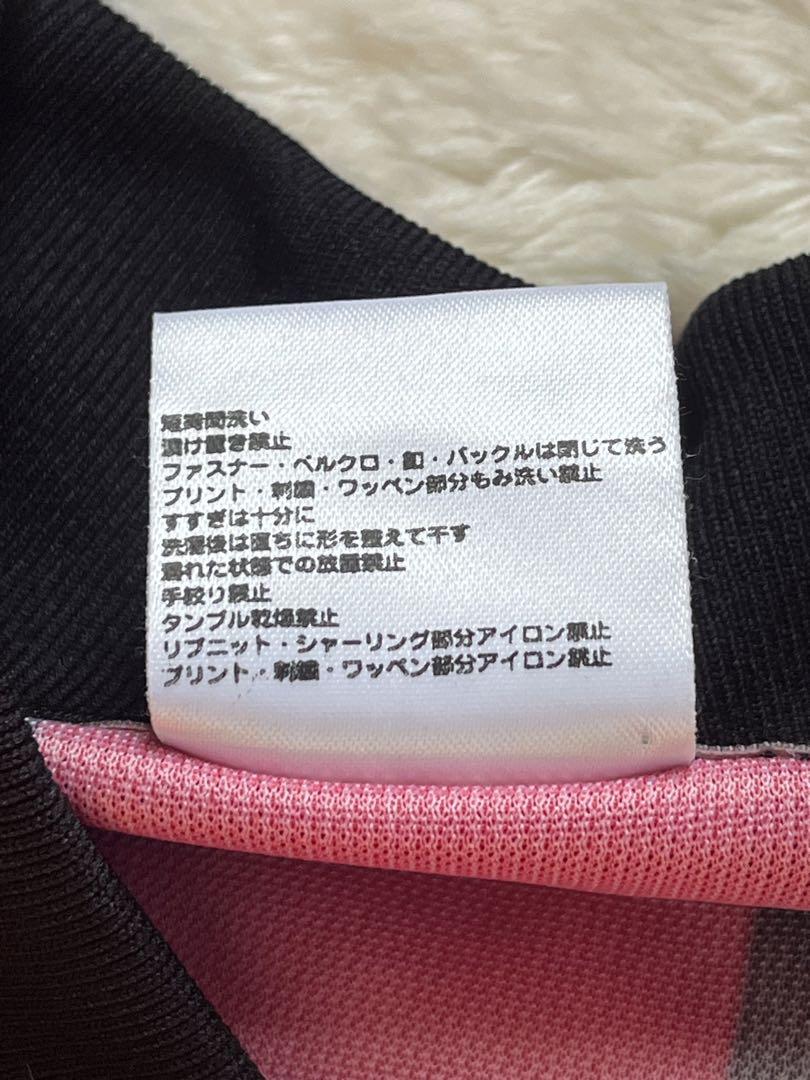 短時間洗い
漬け置き禁止
ファスナー・ベルクロ・釦・バックルは閉じて洗う
プリント・刺繍・ワッペン部分もみ洗い禁止
すすぎは十分に
洗濯後は直ちに形を整えて干す
濡れた状態での放置禁止
手絞り禁止
タンブル乾燥禁止
リブニット・シャーリング部分アイロン禁止
プリント・刺繍・ワッペン部分アイロン禁止